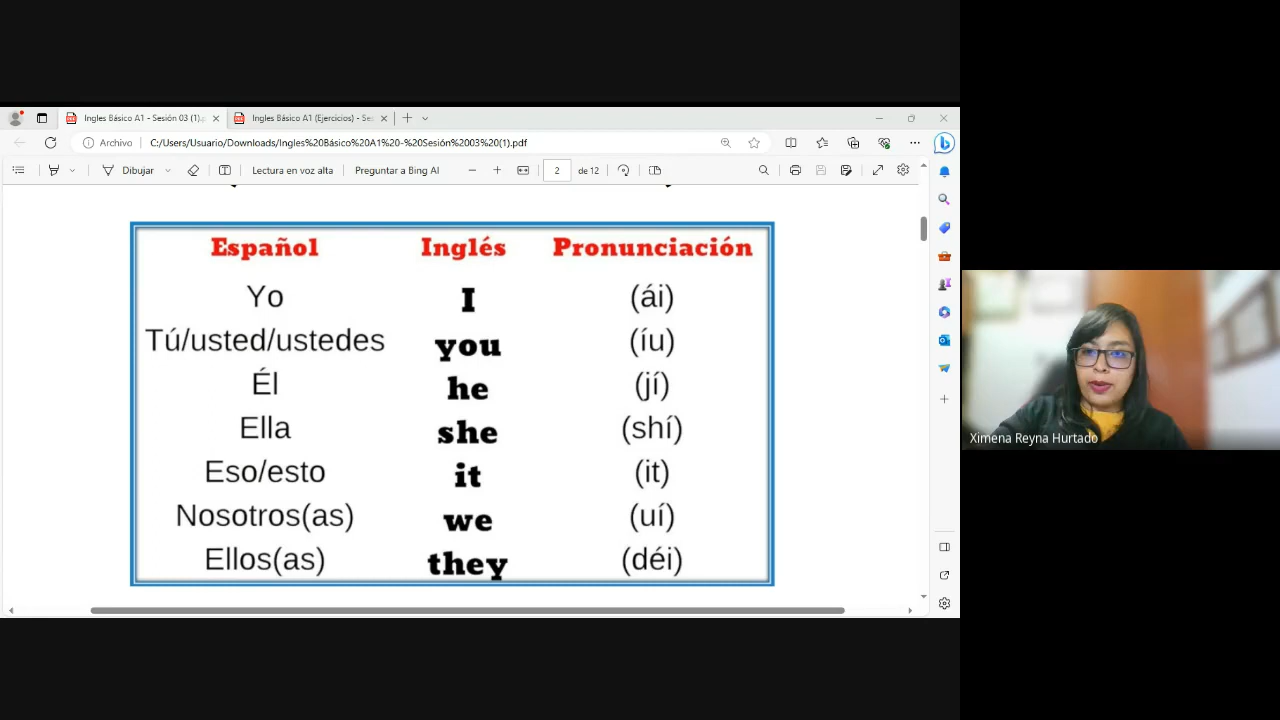 Ingles Básico A1 - Sesión 03 (1).p
Ingles Básico A1 (Ejercicios) - Se
Archivo
C:/Users/Usuario/Downloads/Ingles%20Básico%20A1%20-%20Sesión%2003%20(1).pdf
Dibujar
Lectura en voz alta
Preguntar a Bing AI
2
de 12
Español Inglés Pronunciación
Yo I (ái)
Tú/usted/ustedes you (íu)
Él he (jí)
Ella she (shí)
Eso/esto it (it)
Nosotros(as) we (uí)
Ellos(as) they (déi)
Ximena Reyna Hurtado